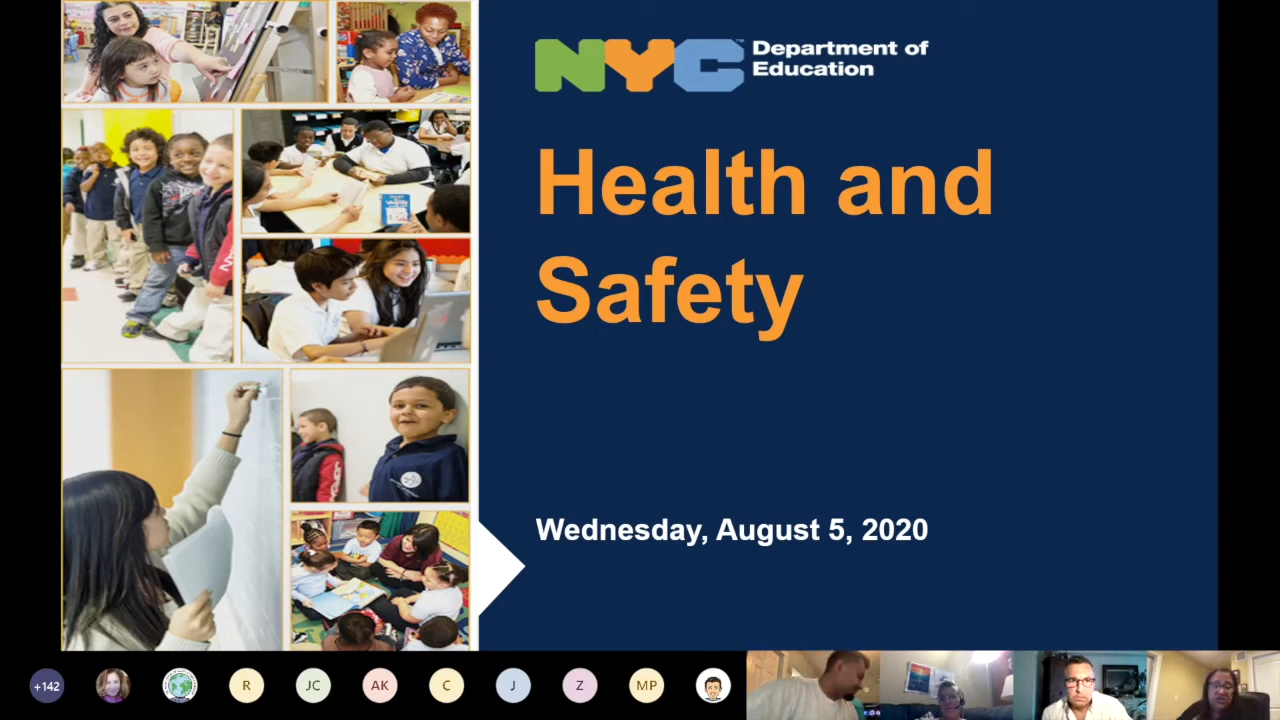 NYC Department of
Education
Health and
Safety
Wednesday, August 5, 2020
+142
R
JC
AK
C
J
Z
MP